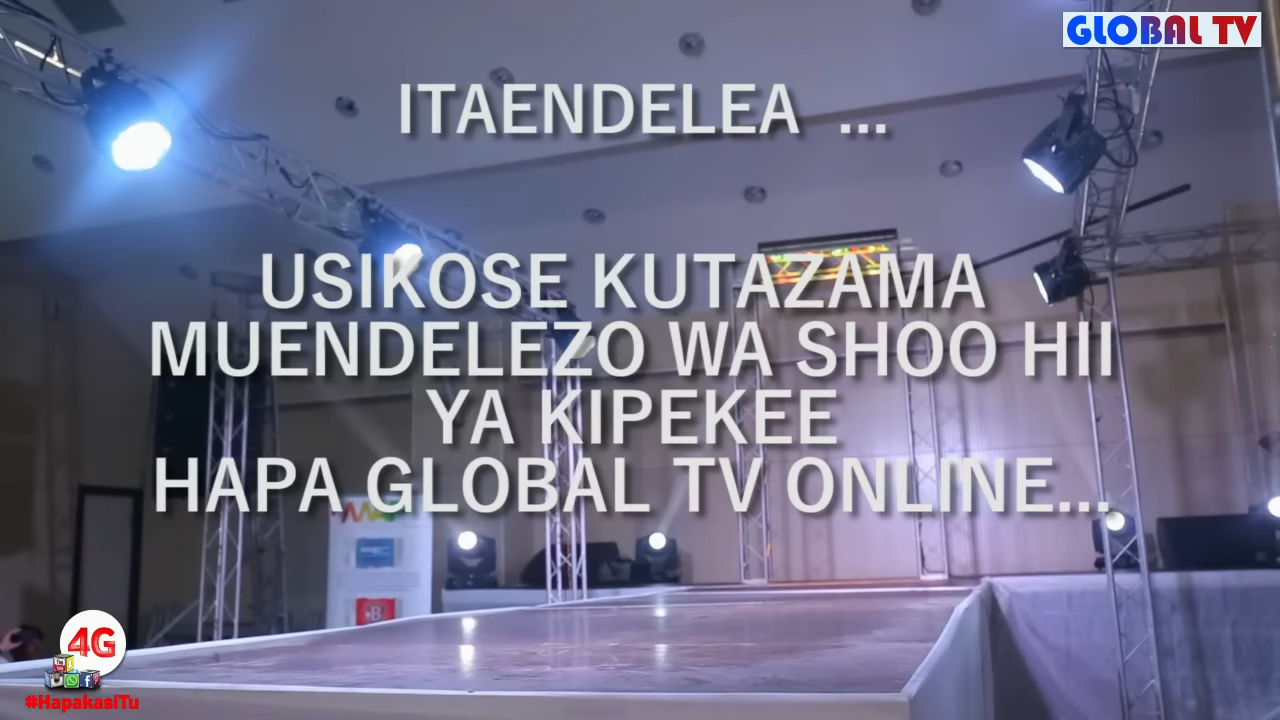 GLOBAL TV
ITAENDELEA ...
USIKOSE KUTAZAMA
MUENDELEZO WA SHOO HII
YA KIPEKEE
HAPA GLOBAL TV ONLINE...
4G
#HapakasiTu